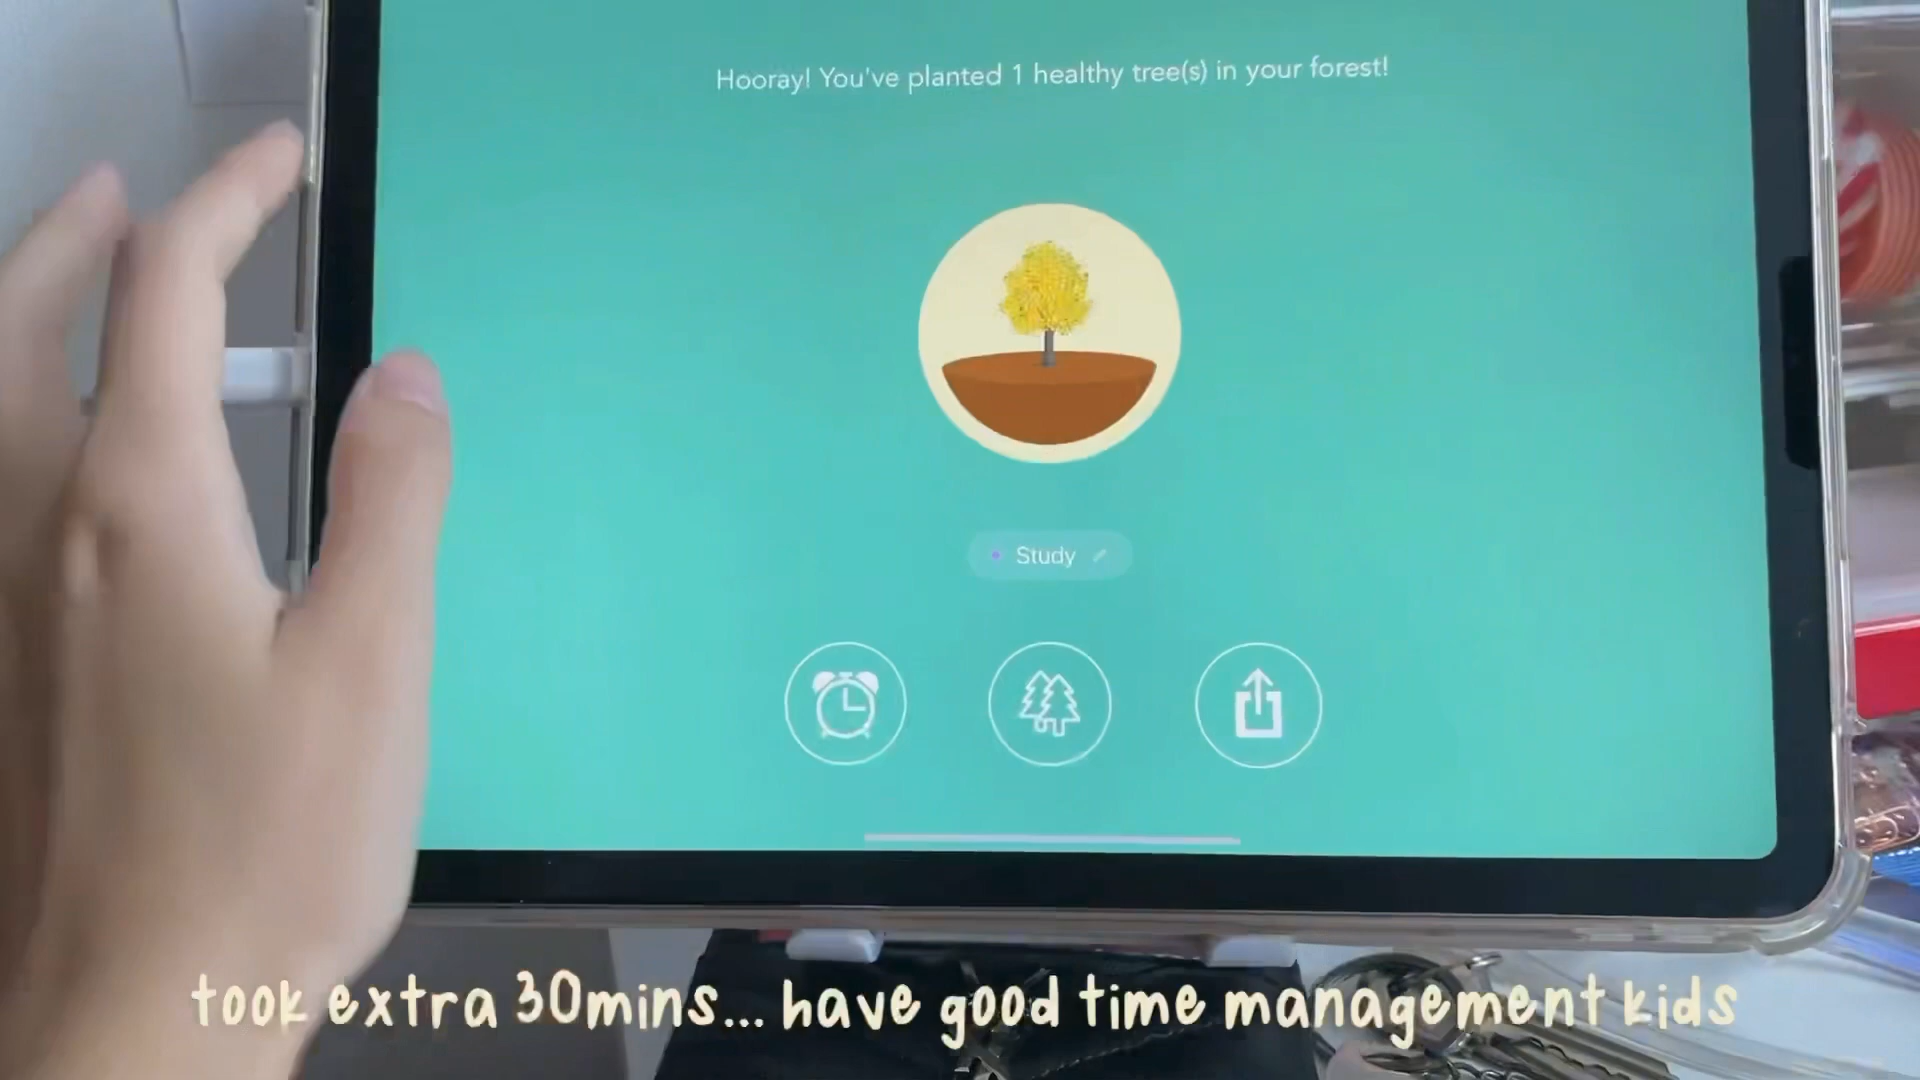 Hooray! You've planted 1 healthy tree(s) in your forest!
Study
took extra 30mins... have good time management kids